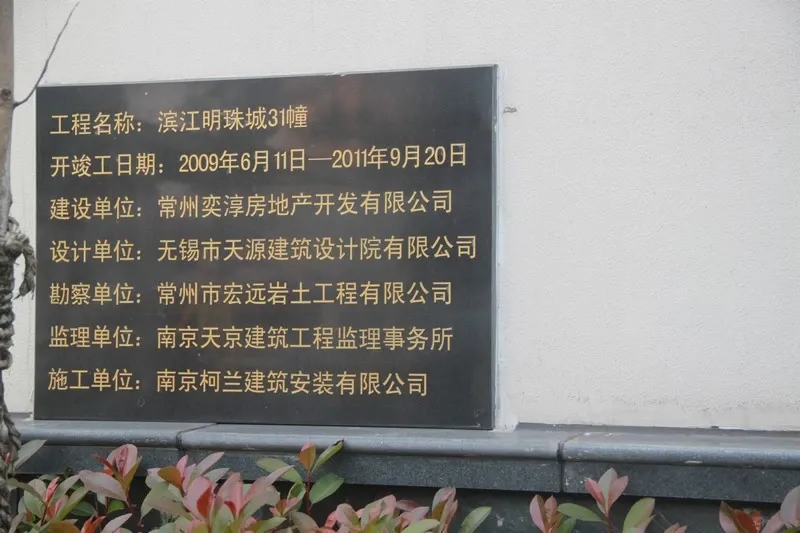 工程名称：滨江明珠城31幢
开竣工日期：2009年6月11日—2011年9月20日
建设单位：常州奕淳房地产开发有限公司
设计单位：无锡市天源建筑设计院有限公司
勘察单位：常州市宏远岩土工程有限公司
监理单位：南京天京建筑工程监理事务所
施工单位：南京柯兰建筑安装有限公司